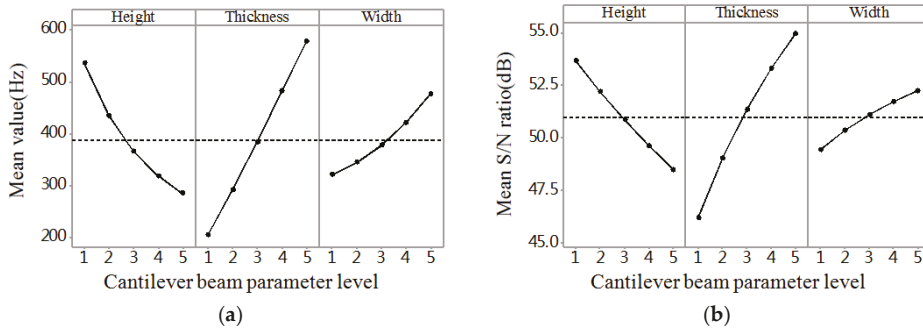 Height Thickness Width
600
500
400
300
200
Mean value(Hz)
1 2 3 4 5 1 2 3 4 5 1 2 3 4 5
Cantilever beam parameter level
(a)
Height Thickness Width
55.0
52.5
50.0
47.5
45.0
Mean S/N ratio(dB)
1 2 3 4 5 1 2 3 4 5 1 2 3 4 5
Cantilever beam parameter level
(b)